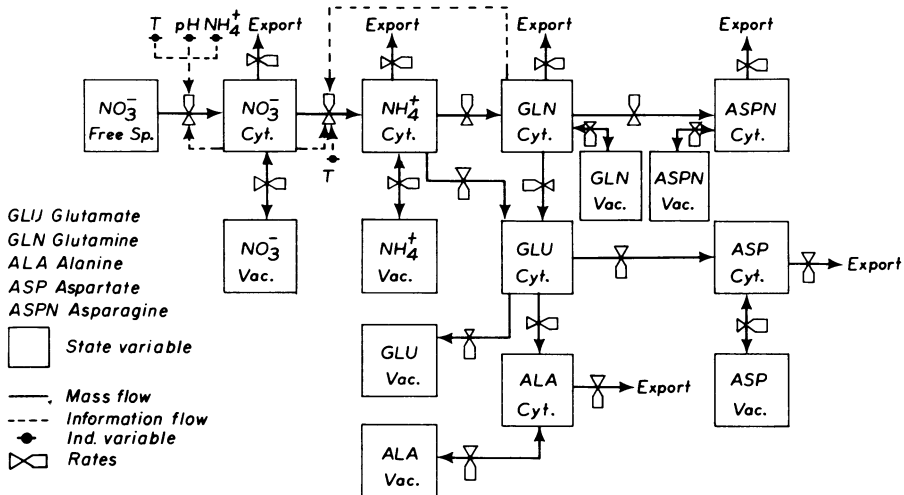 T pH NH₄⁺
Export Export Export Export
NO₃⁻ Free Sp.
NO₃⁻ Cyt.
NH₄⁺ Cyt.
GLN Cyt.
ASPN Cyt.
T
GLN Vac.
ASPN Vac.
NO₃⁻ Vac.
NH₄⁺ Vac.
GLU Cyt.
ASP Cyt.
Export
GLU Vac.
ALA Cyt.
Export
ASP Vac.
ALA Vac.
GLU Glutamate
GLN Glutamine
ALA Alanine
ASP Aspartate
ASPN Asparagine
State variable
Mass flow
Information flow
Ind. variable
Rates